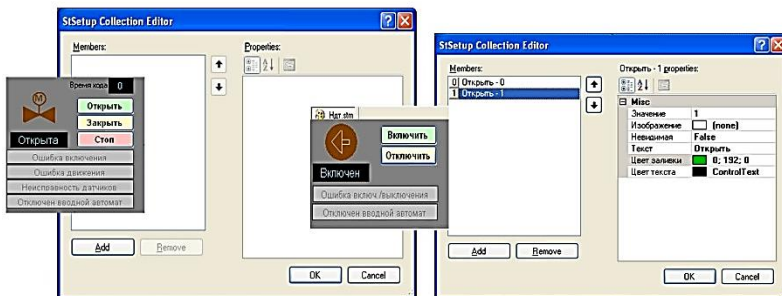 StSetup Collection Editor
Members:
Properties:
Add
Remove
OK
Cancel
Время хода
0
M
Открыть
Закрыть
Стоп
Открыта
Ошибка включения
Ошибка движения
Неисправность датчиков
Отключен вводной автомат
Ндт.stm
Включить
Отключить
Включен
Ошибка включ./выключения
Отключен вводной автомат
StSetup Collection Editor
Members:
0 Открыть - 0
1 Открыть - 1
Открыть - 1 properties:
Misc
Значение 1
Изображение (none)
Невидимая False
Текст Открыть
Цвет заливки 0; 192; 0
Цвет текста ControlText
Add
Remove
OK
Cancel